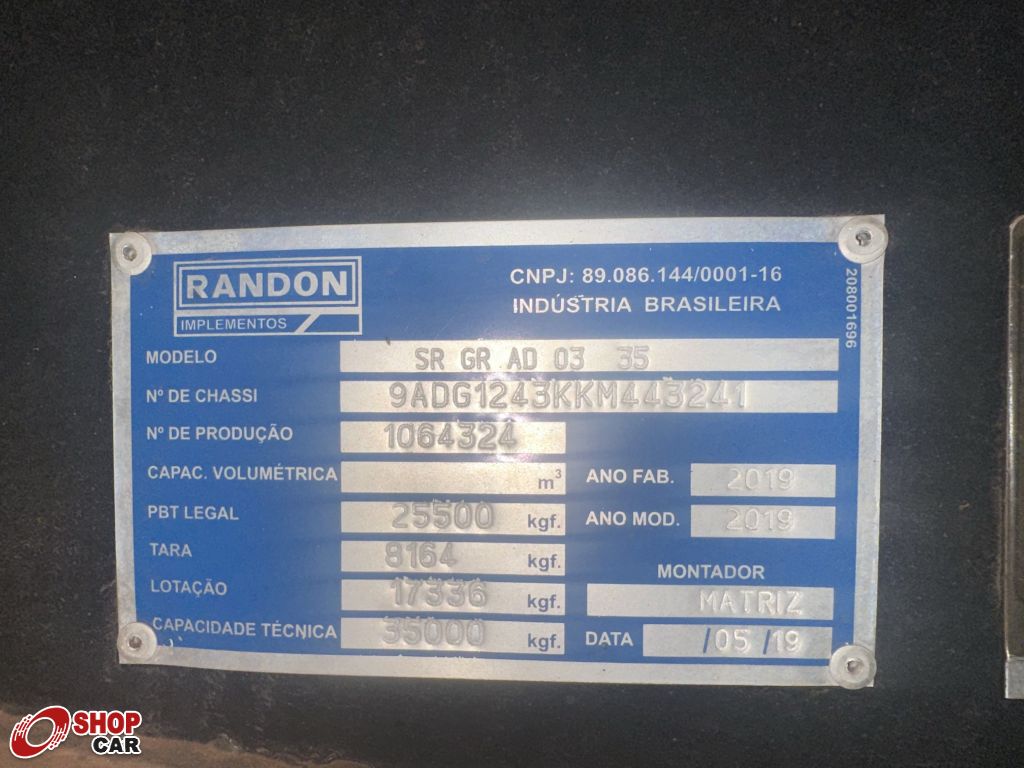 RANDON
IMPLEMENTOS
CNPJ: 89.086.144/0001-16
INDÚSTRIA BRASILEIRA
208001696
MODELO SR GR AD 03 35
Nº DE CHASSI 9ADG1243KKM443241
Nº DE PRODUÇÃO 1064324
CAPAC. VOLUMÉTRICA m³ ANO FAB. 2019
PBT LEGAL 25500 kgf. ANO MOD. 2019
TARA 8164 kgf.
MONTADOR
LOTAÇÃO 17336 kgf. MATRIZ
CAPACIDADE TÉCNICA 35000 kgf. DATA /05/19
SHOP
CAR